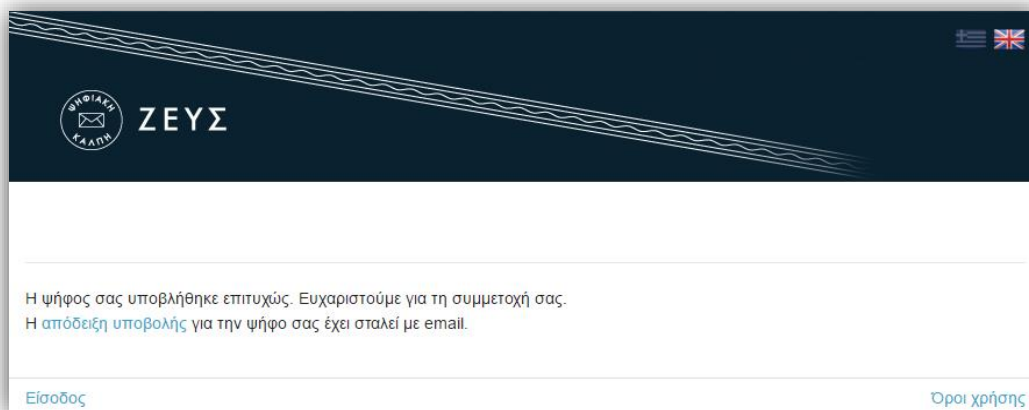 ΨΗΦΙΑΚΗ
ΚΑΛΠΗ
ΖΕΥΣ
Η ψήφος σας υποβλήθηκε επιτυχώς. Ευχαριστούμε για τη συμμετοχή σας.
Η απόδειξη υποβολής για την ψήφο σας έχει σταλεί με email.
Είσοδος
Όροι χρήσης